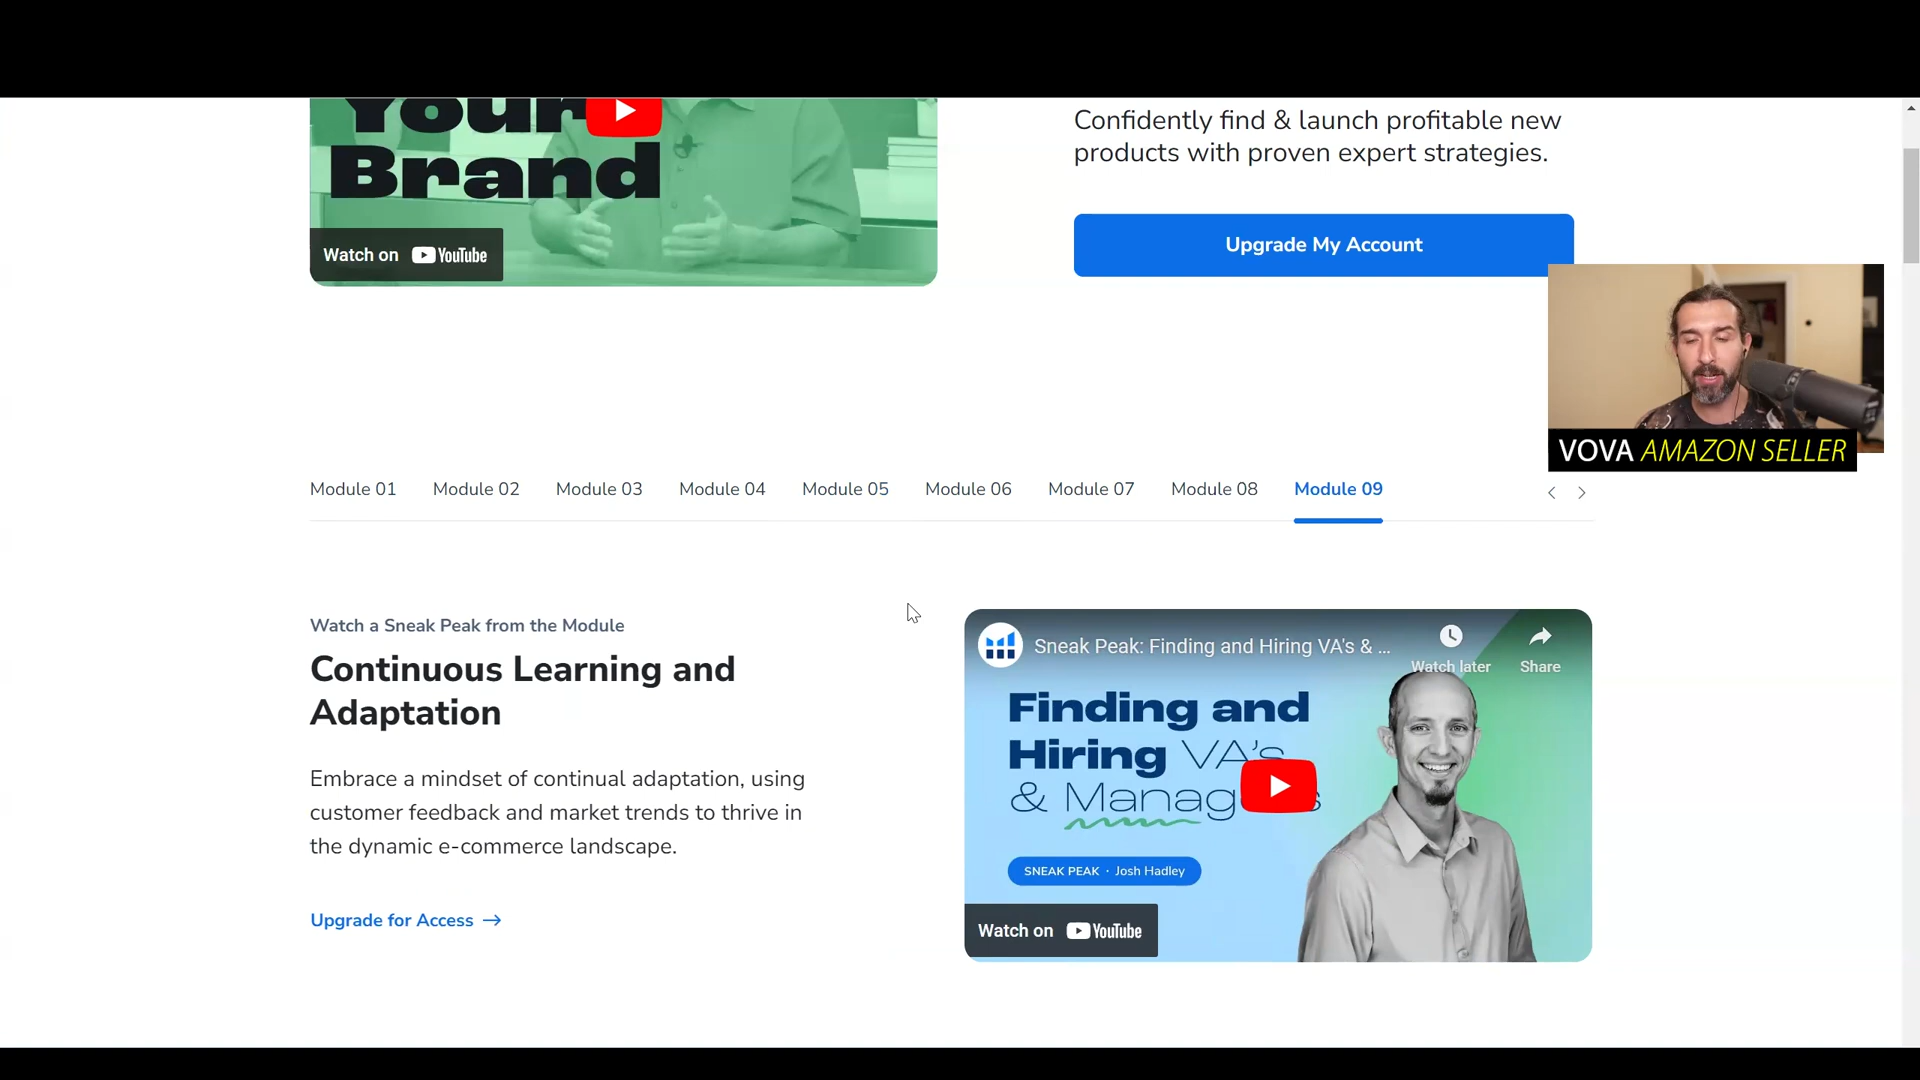 Your
Brand
Watch on YouTube
Confidently find & launch profitable new
products with proven expert strategies.
Upgrade My Account
VOVA AMAZON SELLER
Module 01 Module 02 Module 03 Module 04 Module 05 Module 06 Module 07 Module 08 Module 09
Watch a Sneak Peak from the Module
Continuous Learning and
Adaptation
Embrace a mindset of continual adaptation, using
customer feedback and market trends to thrive in
the dynamic e-commerce landscape.
Upgrade for Access
Sneak Peak: Finding and Hiring VA's & ...
Watch later
Share
Finding and
Hiring VA's
& Manag s
SNEAK PEAK · Josh Hadley
Watch on YouTube